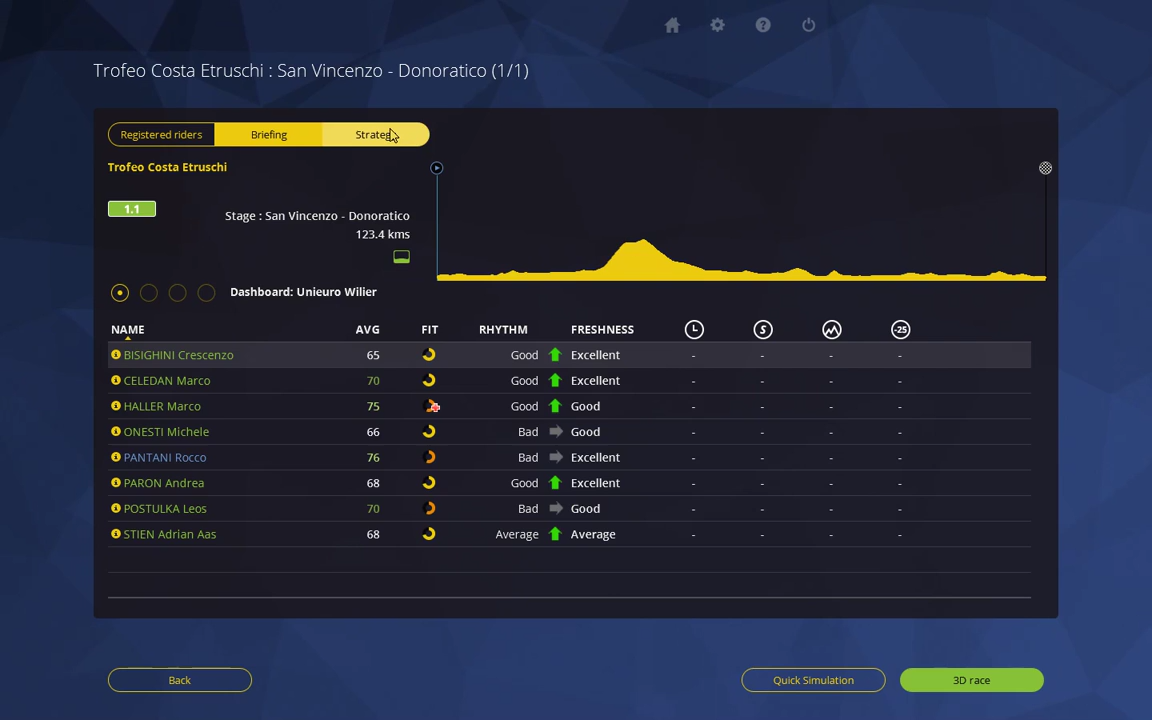 Trofeo Costa Etruschi : San Vincenzo - Donoratico (1/1)
Registered riders Briefing Strateg
Trofeo Costa Etruschi
1.1
Stage : San Vincenzo - Donoratico
123.4 kms
Dashboard: Unieuro Wilier
NAME AVG FIT RHYTHM FRESHNESS S -25
BISIGHINI Crescenzo 65 Good Excellent - - - -
CELEDAN Marco 70 Good Excellent - - - -
HALLER Marco 75 Good Good - - - -
ONESTI Michele 66 Bad Good - - - -
PANTANI Rocco 76 Bad Excellent - - - -
PARON Andrea 68 Good Excellent - - - -
POSTULKA Leos 70 Bad Good - - - -
STIEN Adrian Aas 68 Average Average - - - -
Back Quick Simulation 3D race